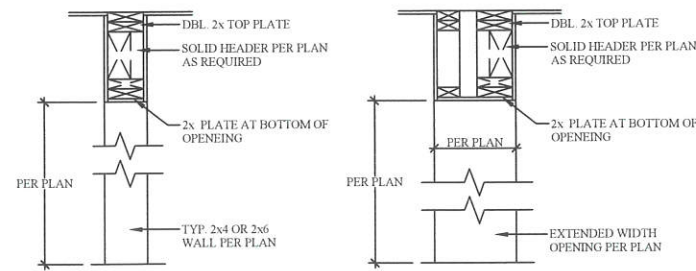 DBL. 2x TOP PLATE
SOLID HEADER PER PLAN
AS REQUIRED
2x PLATE AT BOTTOM OF
OPENEING
PER PLAN
TYP. 2x4 OR 2x6
WALL PER PLAN
DBL. 2x TOP PLATE
SOLID HEADER PER PLAN
AS REQUIRED
2x PLATE AT BOTTOM OF
OPENEING
PER PLAN
PER PLAN
EXTENDED WIDTH
OPENING PER PLAN